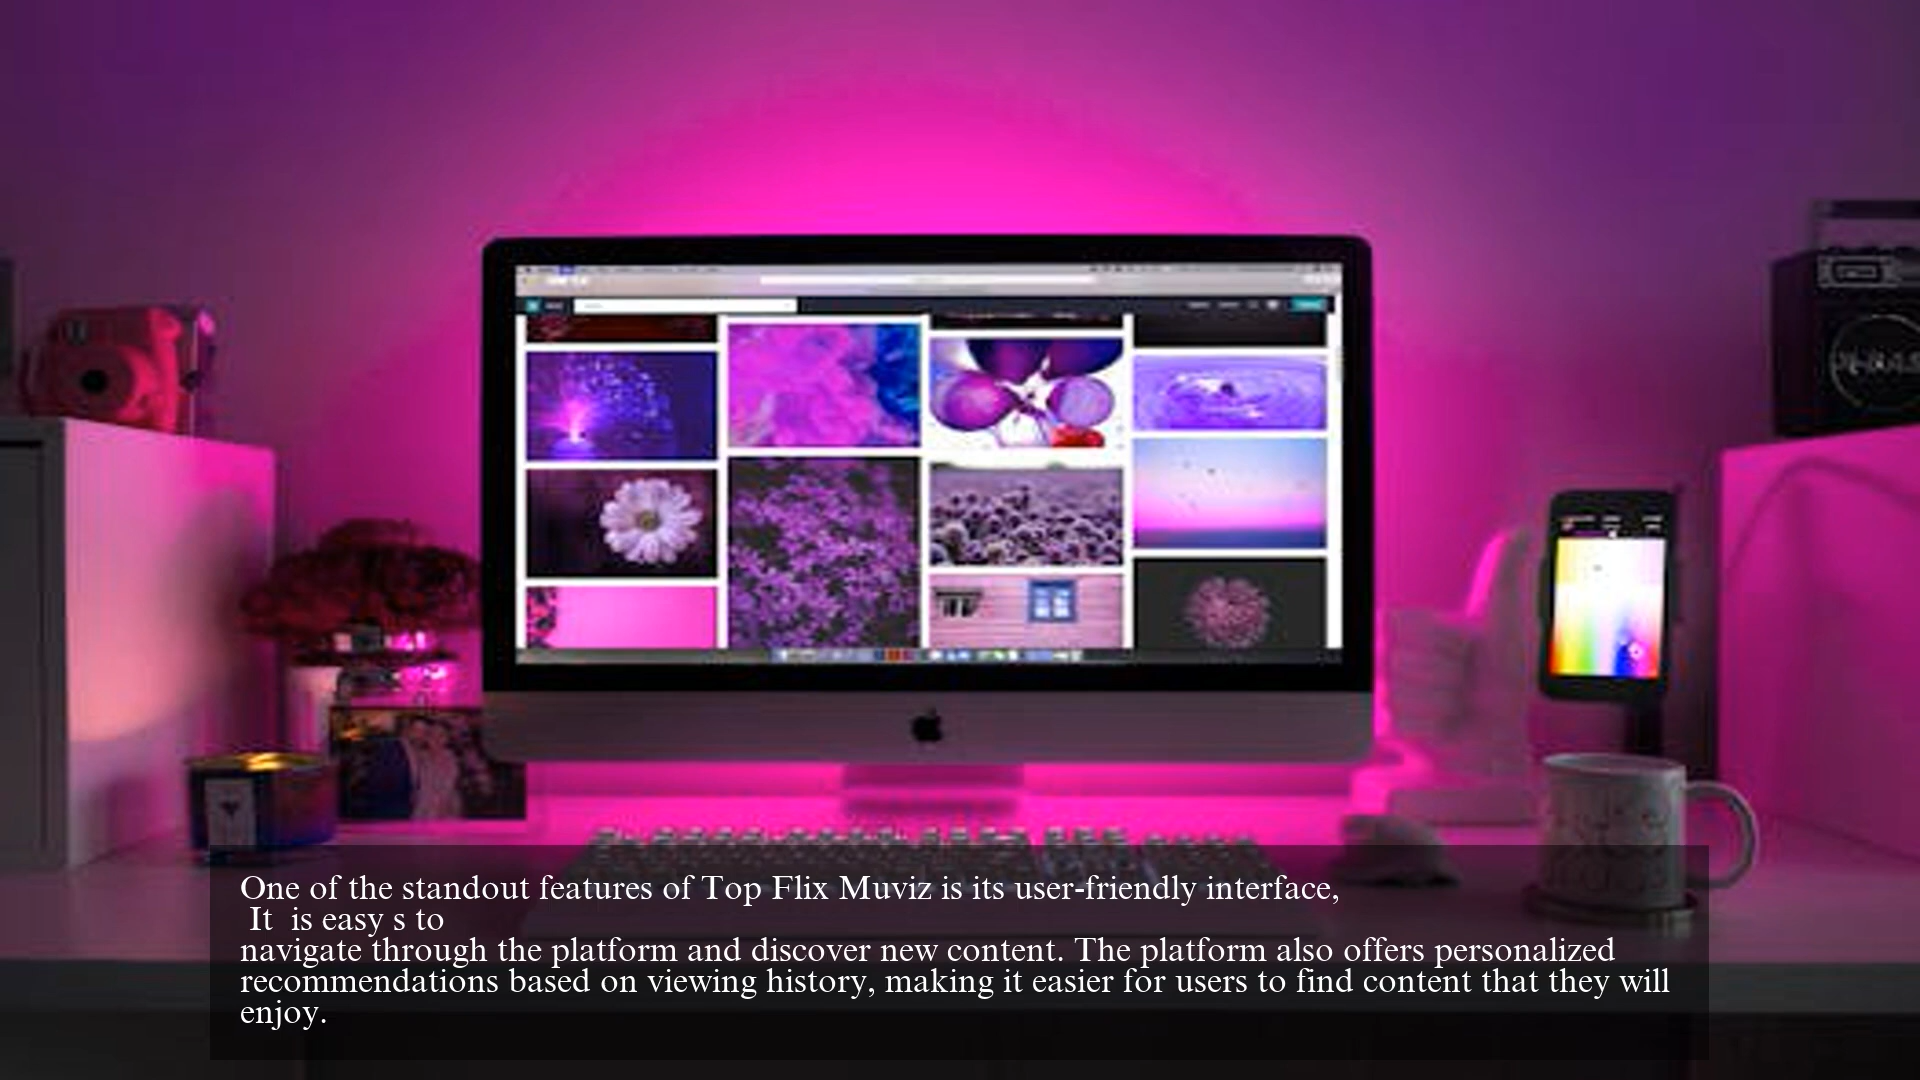 One of the standout features of Top Flix Muviz is its user-friendly interface,
It is easy s to
navigate through the platform and discover new content. The platform also offers personalized
recommendations based on viewing history, making it easier for users to find content that they will
enjoy.